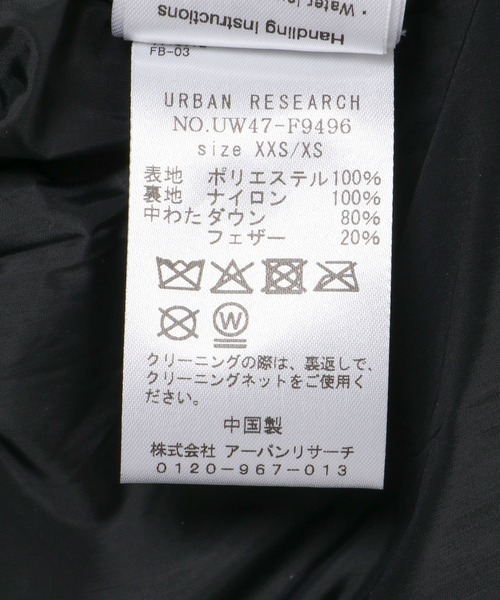 • Water
Handling Instructions
FB-03
URBAN RESEARCH
NO.UW47-F9496
size XXS/XS
表地 ポリエステル100%
裏地 ナイロン 100%
中わた ダウン 80%
フェザー 20%
W
クリーニングの際は、裏返しで、
クリーニングネットをご使用く
ださい。
中国製
株式会社 アーバンリサーチ
0120-967-013